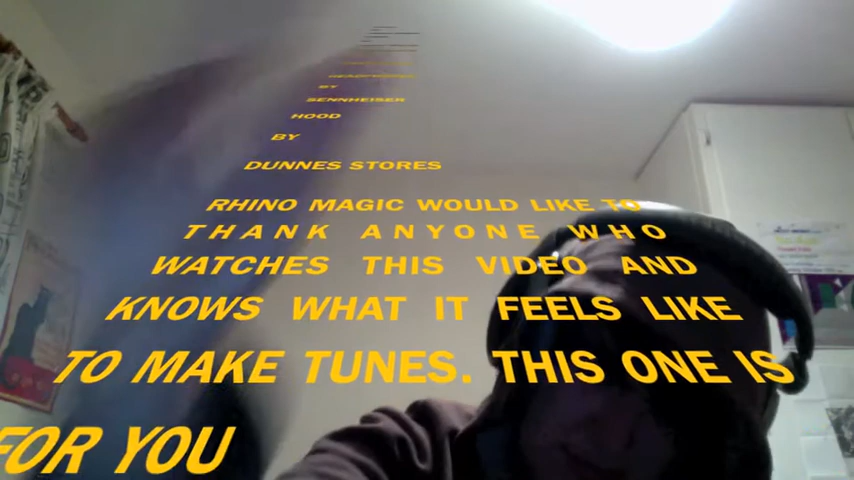 HEADPHONES
BY
SENNHEISER
HOOD
BY
DUNNES STORES
RHINO MAGIC WOULD LIKE TO
THANK ANYONE WHO
WATCHES THIS VIDEO AND
KNOWS WHAT IT FEELS LIKE
TO MAKE TUNES. THIS ONE IS
FOR YOU